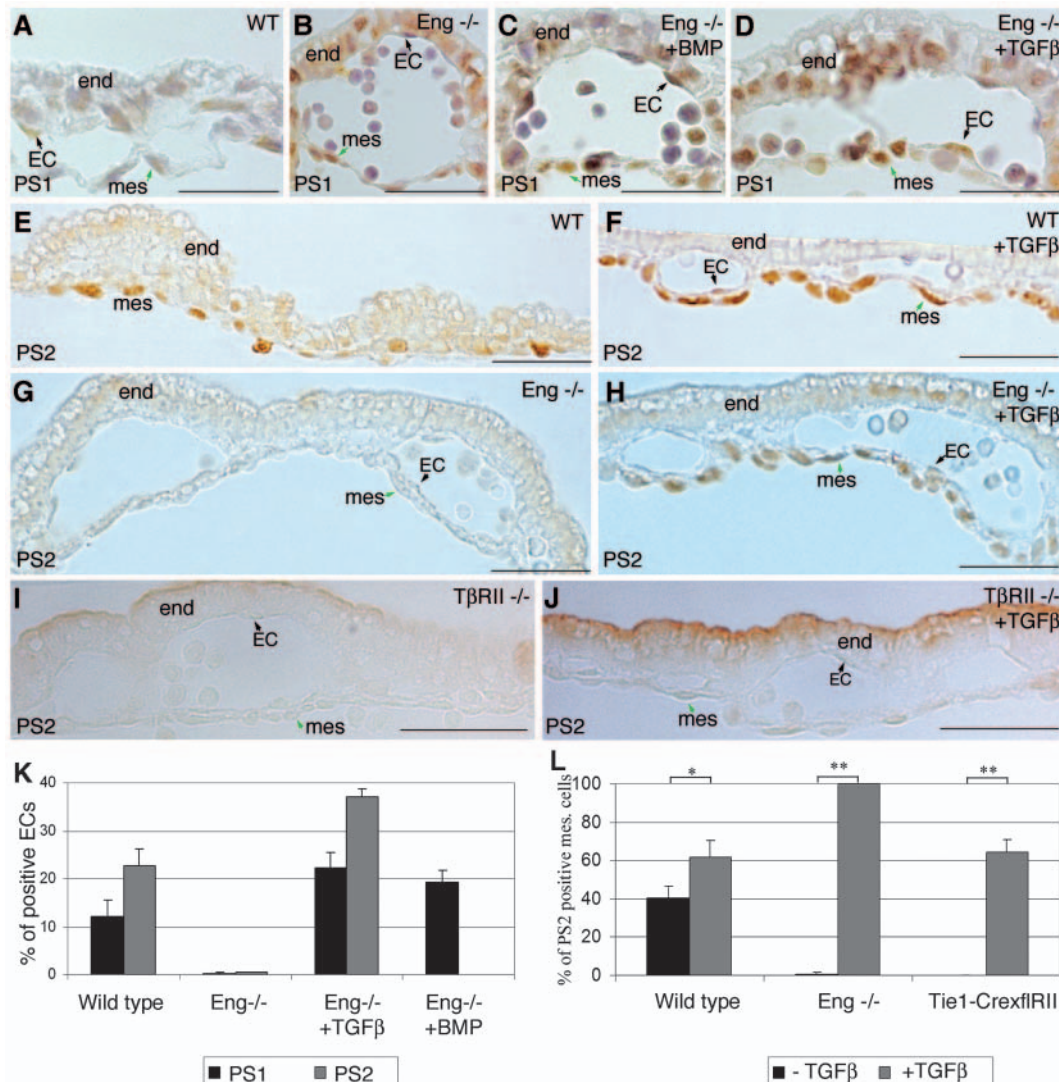 A WT
end
EC
mes
PS1
B Eng -/-
end
EC
mes
PS1
C Eng -/-
+BMP
EC
mes
PS1
D Eng -/-
+TGFβ
end
EC
mes
PS1
E WT
end
mes
PS2
F WT
+TGFβ
end
EC
mes
PS2
G Eng -/-
end
EC
mes
PS2
H Eng -/-
+TGFβ
end
EC
mes
PS2
I TβRII -/-
end
EC
mes
PS2
J TβRII -/-
+TGFβ
end
EC
mes
PS2
K
% of positive ECs
40
30
20
10
0
Wild type Eng-/- Eng-/- Eng-/-
+TGFβ +BMP
PS1 PS2
L
% of PS2 positive mes. cells
* ** **
100
80
60
40
20
0
Wild type Eng -/- Tie1-CrexflRII
- TGFβ +TGFβ